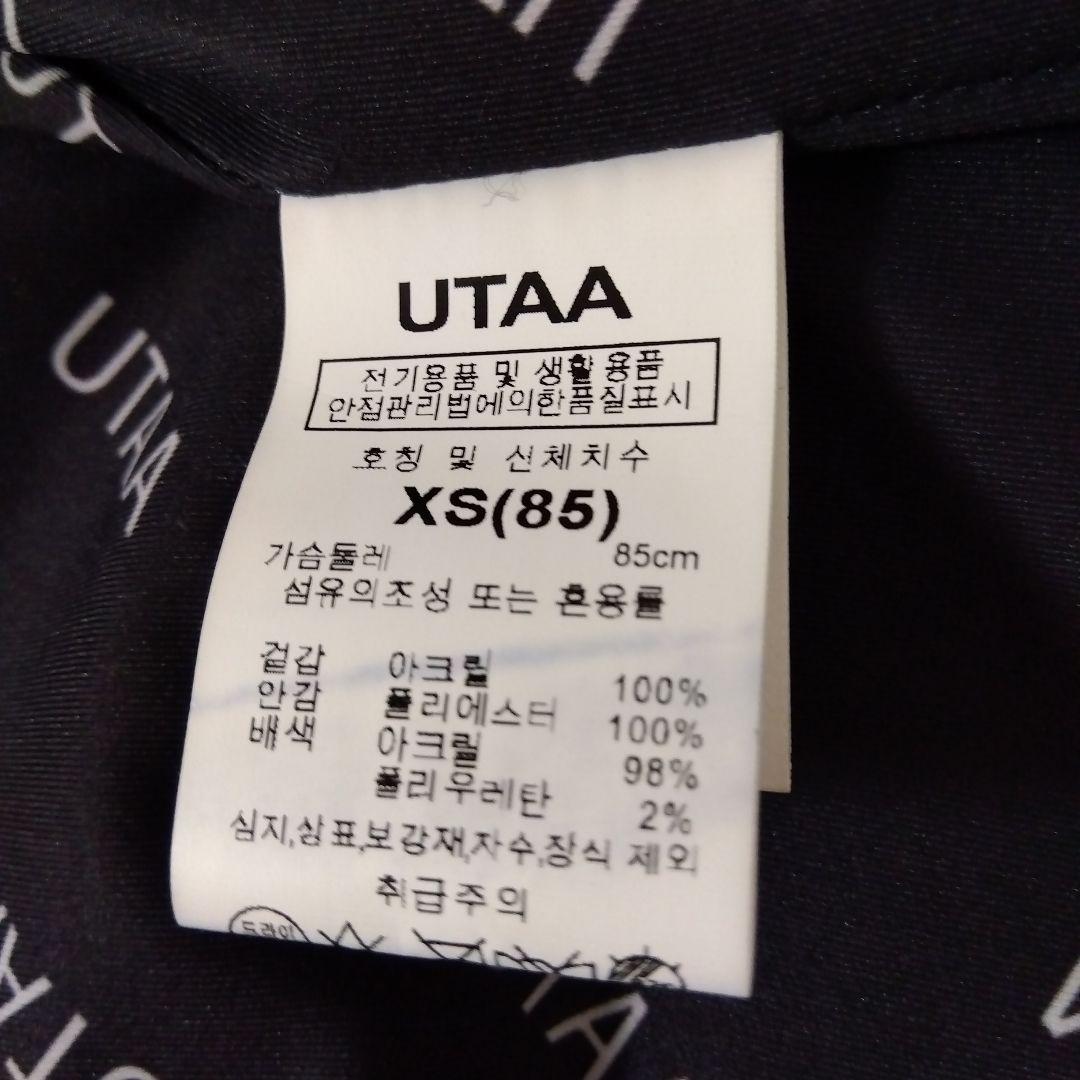 UTAA
UTAA
전기용품 및 생활용품
안점관리법에의한품질표시
호칭 및 신체치수
XS(85)
가슴둘레 85cm
섬유의조성 또는 혼용률
겉감 아크릴 100%
안감 폴리에스터 100%
배색 아크릴 98%
폴리우레탄 2%
심지,상표,보강재,자수,장식 제외
취급주의
드라이